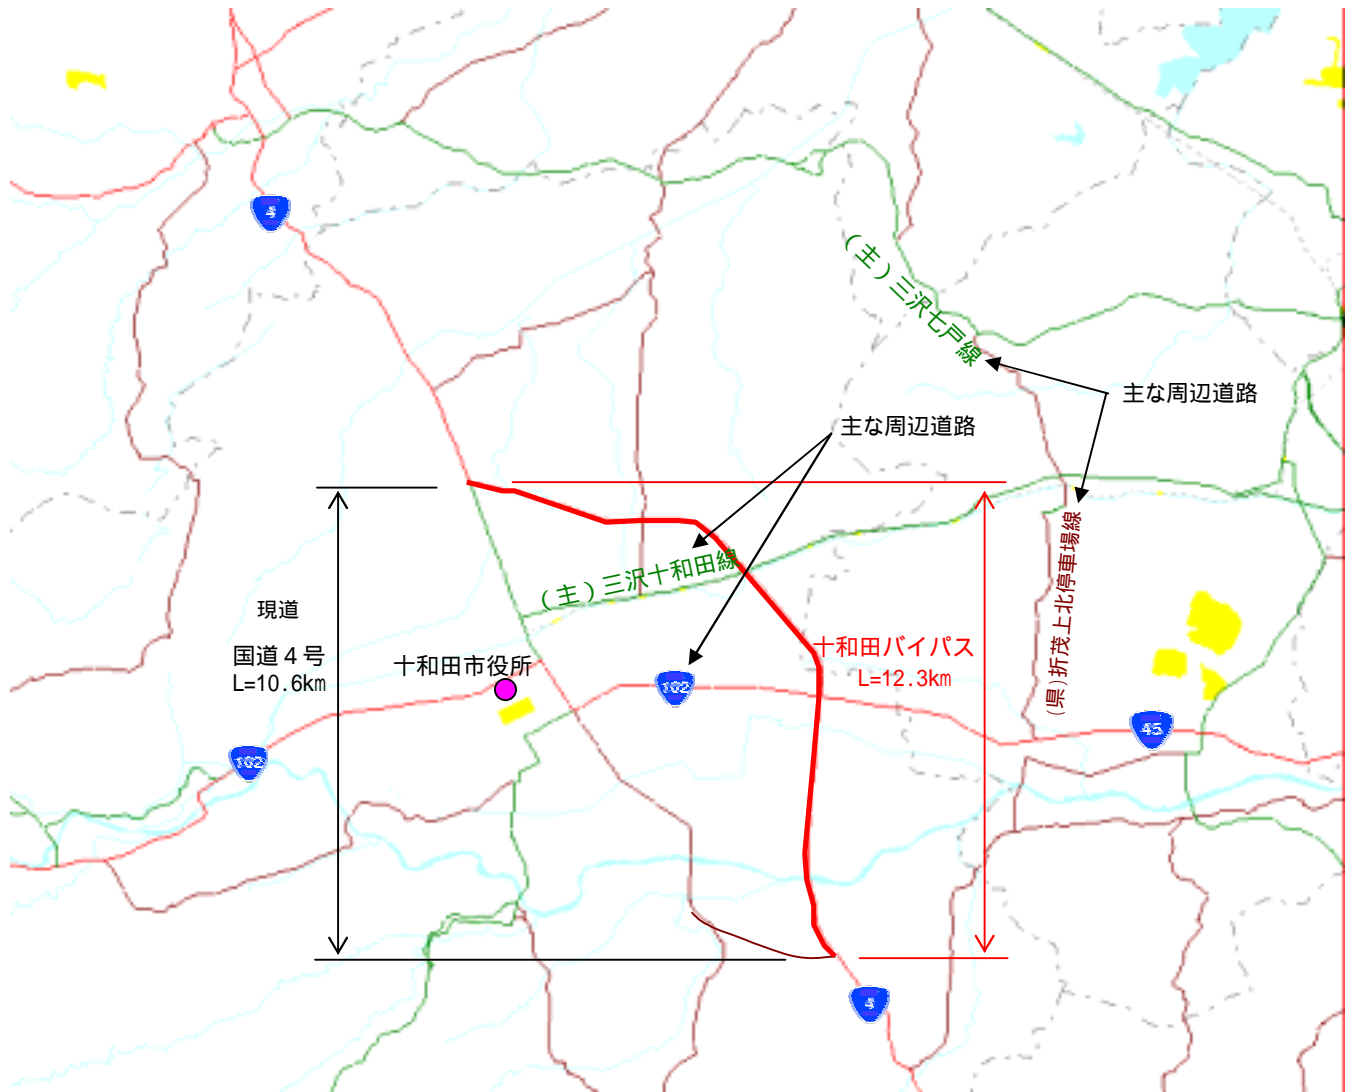 4
(主)三沢七戸線
主な周辺道路
主な周辺道路
(主)三沢十和田線
(県)折茂上北停車場線
現道
国道4号
L=10.6km
十和田市役所
十和田バイパス
L=12.3km
102
45
102
4